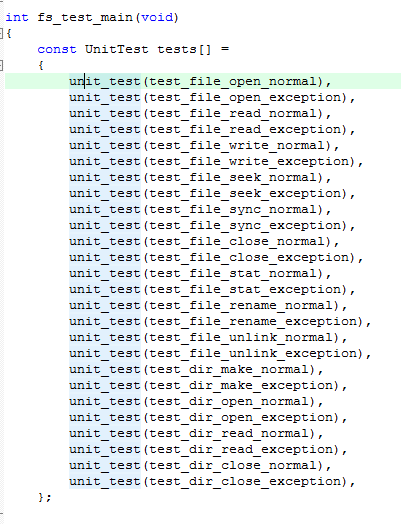 int fs_test_main(void)
{
    const UnitTest tests[] =
    {
        unit_test(test_file_open_normal),
        unit_test(test_file_open_exception),
        unit_test(test_file_read_normal),
        unit_test(test_file_read_exception),
        unit_test(test_file_write_normal),
        unit_test(test_file_write_exception),
        unit_test(test_file_seek_normal),
        unit_test(test_file_seek_exception),
        unit_test(test_file_sync_normal),
        unit_test(test_file_sync_exception),
        unit_test(test_file_close_normal),
        unit_test(test_file_close_exception),
        unit_test(test_file_stat_normal),
        unit_test(test_file_stat_exception),
        unit_test(test_file_rename_normal),
        unit_test(test_file_rename_exception),
        unit_test(test_file_unlink_normal),
        unit_test(test_file_unlink_exception),
        unit_test(test_dir_make_normal),
        unit_test(test_dir_make_exception),
        unit_test(test_dir_open_normal),
        unit_test(test_dir_open_exception),
        unit_test(test_dir_read_normal),
        unit_test(test_dir_read_exception),
        unit_test(test_dir_close_normal),
        unit_test(test_dir_close_exception),
    };